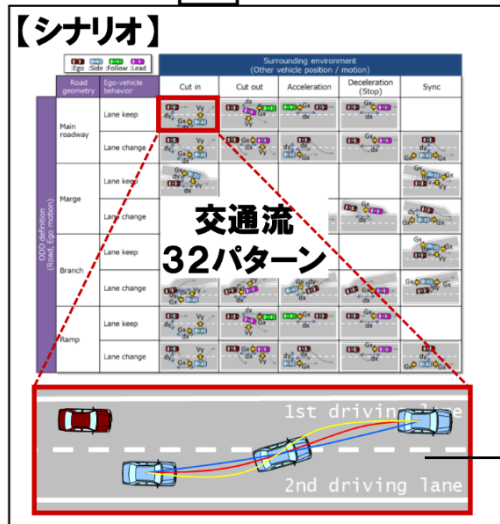 【シナリオ】
:Ego :Side :Follow :Lead
Surrounding environment
(Other vehicle position / motion)
Road geometry
Ego-vehicle behavior
Cut in
Cut out
Acceleration
Deceleration (Stop)
Sync
ODD definition
(Road, Ego motion)
Main roadway
Lane keep
Lane change
Marge
Lane keep
Lane change
Branch
Lane keep
Lane change
Ramp
Lane keep
Lane change
交通流
32パターン
1st driving lane
2nd driving lane